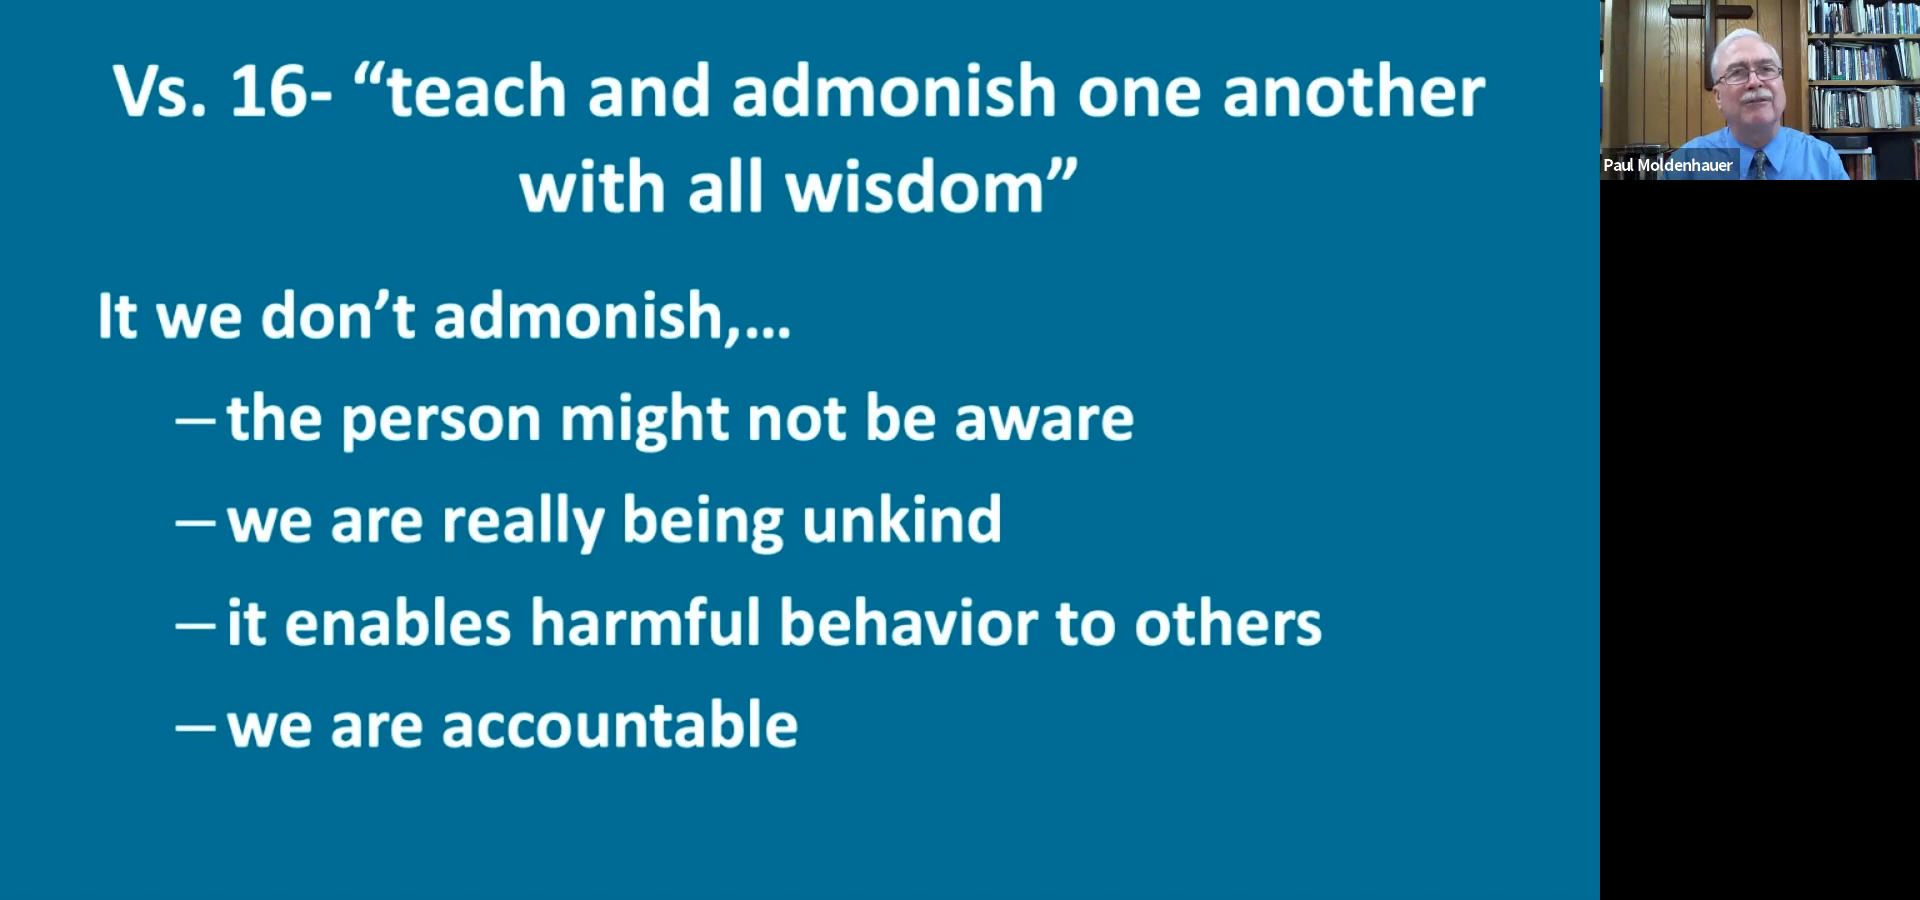 Vs. 16- “teach and admonish one another
with all wisdom”
It we don’t admonish,...
– the person might not be aware
– we are really being unkind
– it enables harmful behavior to others
– we are accountable
Paul Moldenhauer